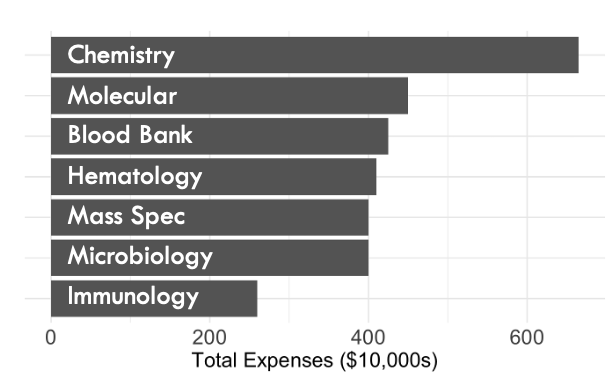 Chemistry
Molecular
Blood Bank
Hematology
Mass Spec
Microbiology
Immunology
0 200 400 600
Total Expenses ($10,000s)